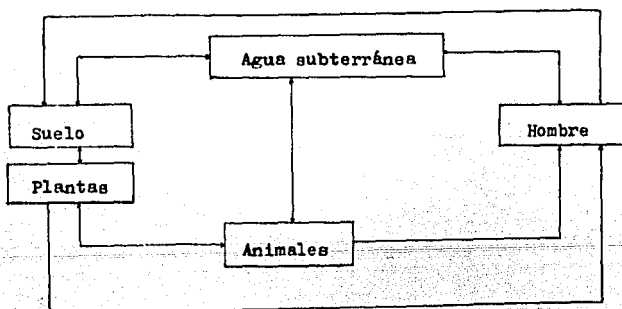 Agua subterránea
Suelo
Hombre
Plantas
Animales